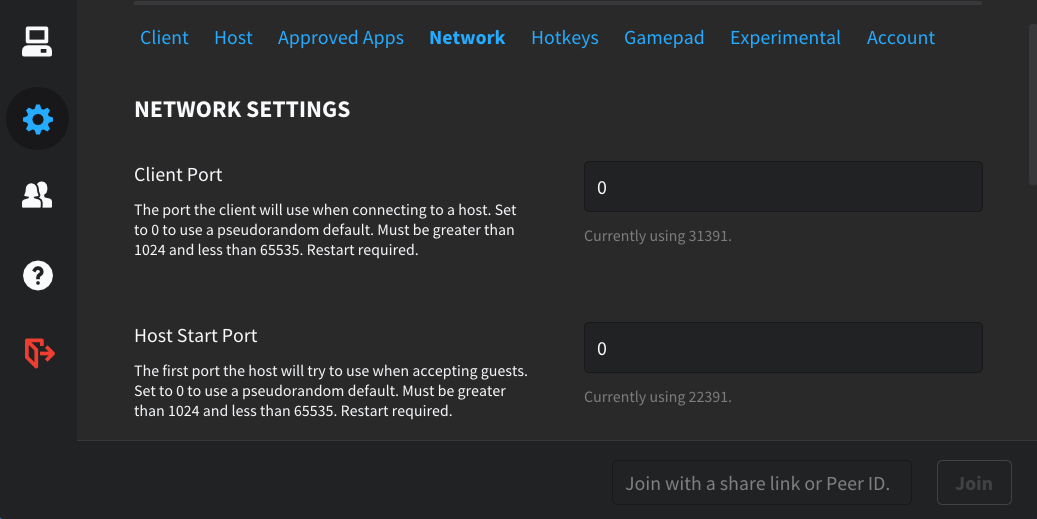 Client Host Approved Apps Network Hotkeys Gamepad Experimental Account
NETWORK SETTINGS
Client Port
The port the client will use when connecting to a host. Set
to 0 to use a pseudorandom default. Must be greater than
1024 and less than 65535. Restart required.
0
Currently using 31391.
Host Start Port
The first port the host will try to use when accepting guests.
Set to 0 to use a pseudorandom default. Must be greater
than 1024 and less than 65535. Restart required.
0
Currently using 22391.
Join with a share link or Peer ID.
Join